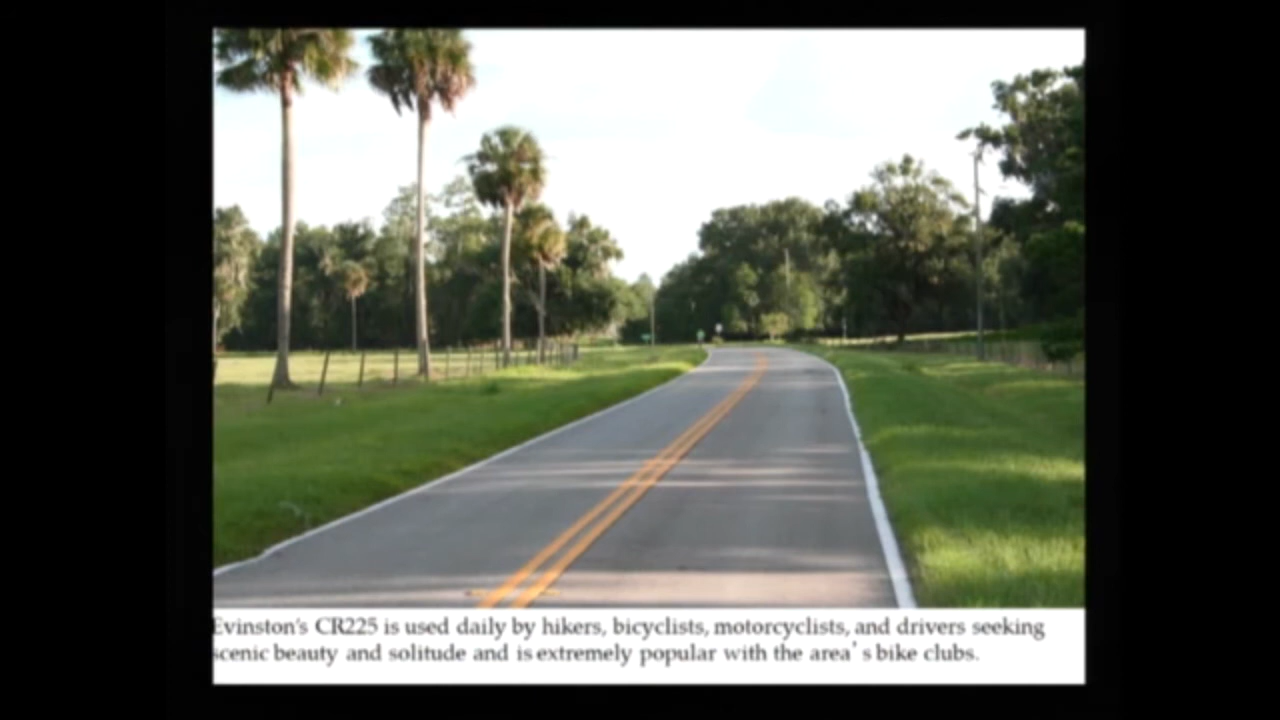 Evinston's CR225 is used daily by hikers, bicyclists, motorcyclists, and drivers seeking
scenic beauty and solitude and is extremely popular with the area's bike clubs.